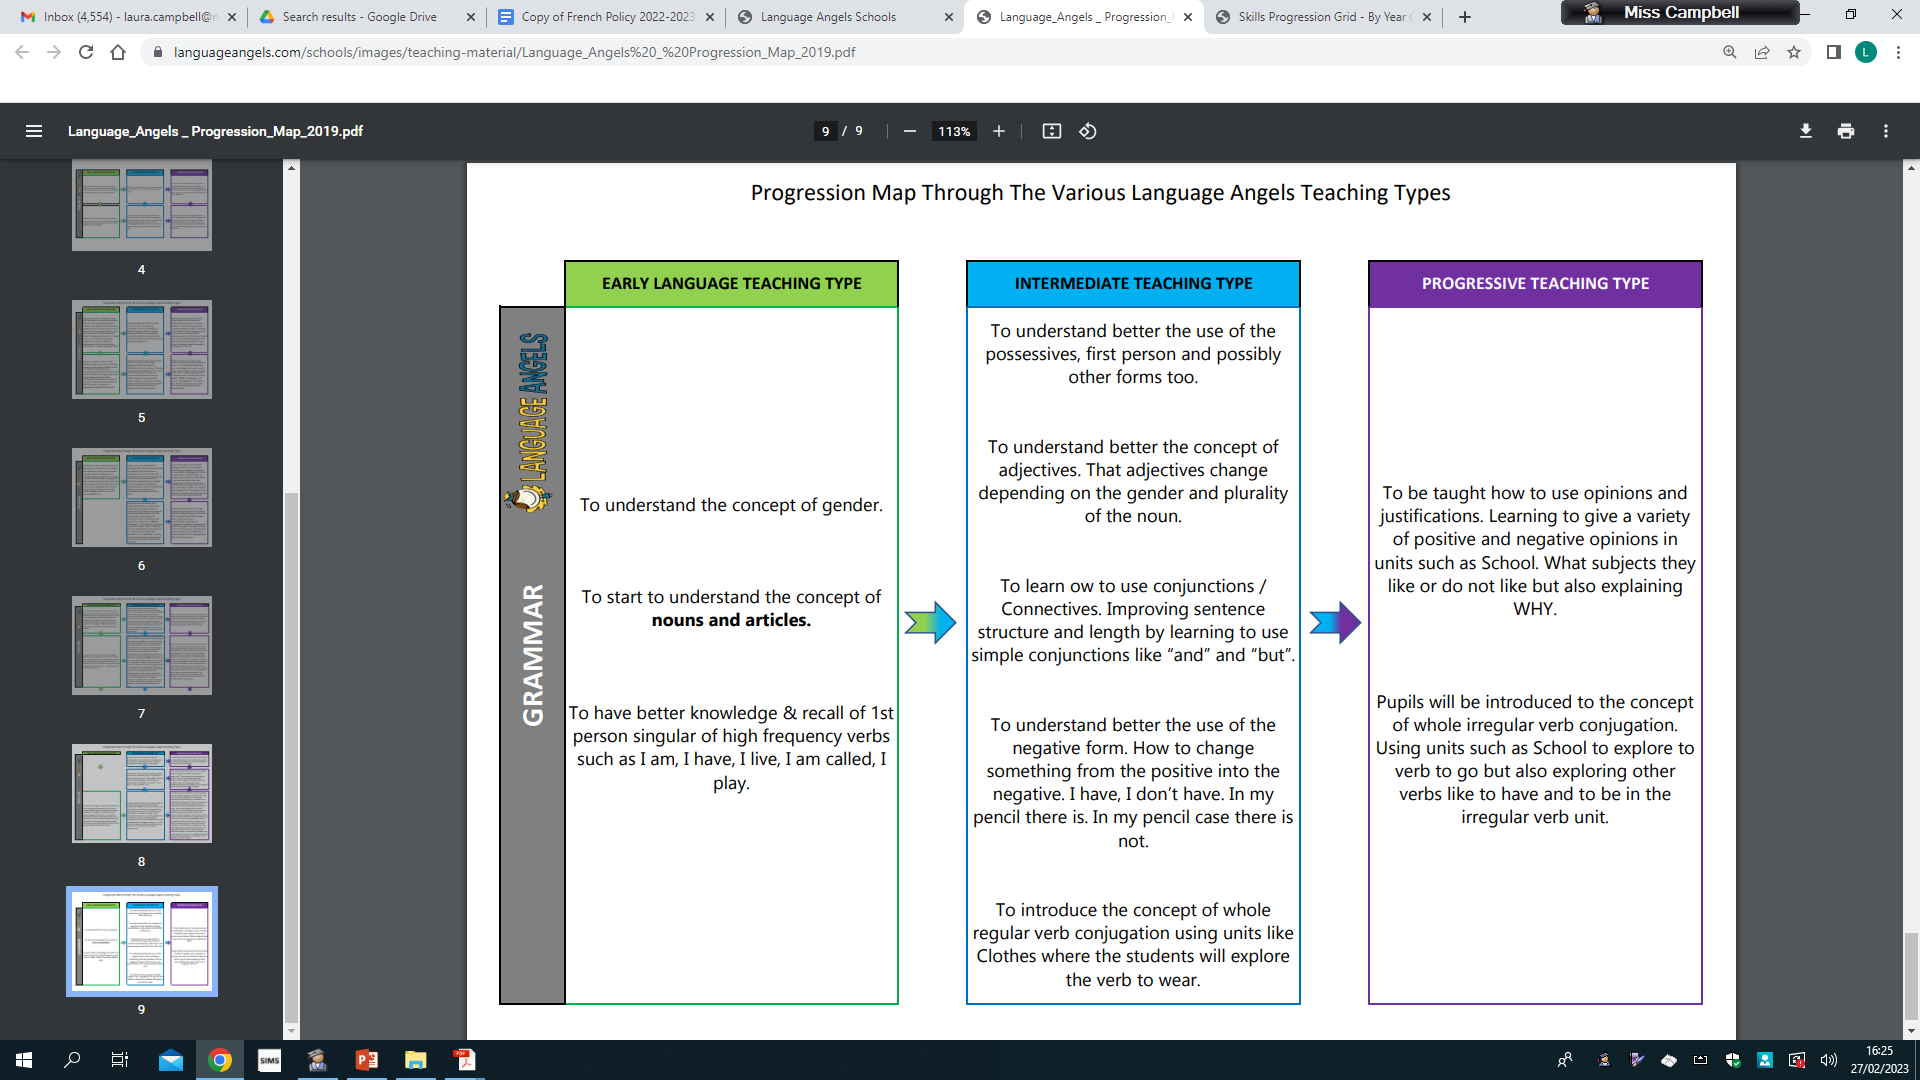 Inbox (4,554) - laura.campbell@n
Search results - Google Drive
Copy of French Policy 2022-2023
Language Angels Schools
Language_Angels _ Progression_
Skills Progression Grid - By Year
Miss Campbell
languageangels.com/schools/images/teaching-material/Language_Angels%20_%20Progression_Map_2019.pdf
L
Language_Angels _ Progression_Map_2019.pdf
9 / 9
113%
4
5
6
7
8
9
Progression Map Through The Various Language Angels Teaching Types
LANGUAGE ANGELS
GRAMMAR
EARLY LANGUAGE TEACHING TYPE
To understand the concept of gender.
To start to understand the concept of
nouns and articles.
To have better knowledge & recall of 1st
person singular of high frequency verbs
such as I am, I have, I live, I am called, I
play.
INTERMEDIATE TEACHING TYPE
To understand better the use of the
possessives, first person and possibly
other forms too.
To understand better the concept of
adjectives. That adjectives change
depending on the gender and plurality
of the noun.
To learn ow to use conjunctions /
Connectives. Improving sentence
structure and length by learning to use
simple conjunctions like “and” and “but”.
To understand better the use of the
negative form. How to change
something from the positive into the
negative. I have, I don’t have. In my
pencil there is. In my pencil case there is
not.
To introduce the concept of whole
regular verb conjugation using units like
Clothes where the students will explore
the verb to wear.
PROGRESSIVE TEACHING TYPE
To be taught how to use opinions and
justifications. Learning to give a variety
of positive and negative opinions in
units such as School. What subjects they
like or do not like but also explaining
WHY.
Pupils will be introduced to the concept
of whole irregular verb conjugation.
Using units such as School to explore to
verb to go but also exploring other
verbs like to have and to be in the
irregular verb unit.
SIMS
16:25
27/02/2023